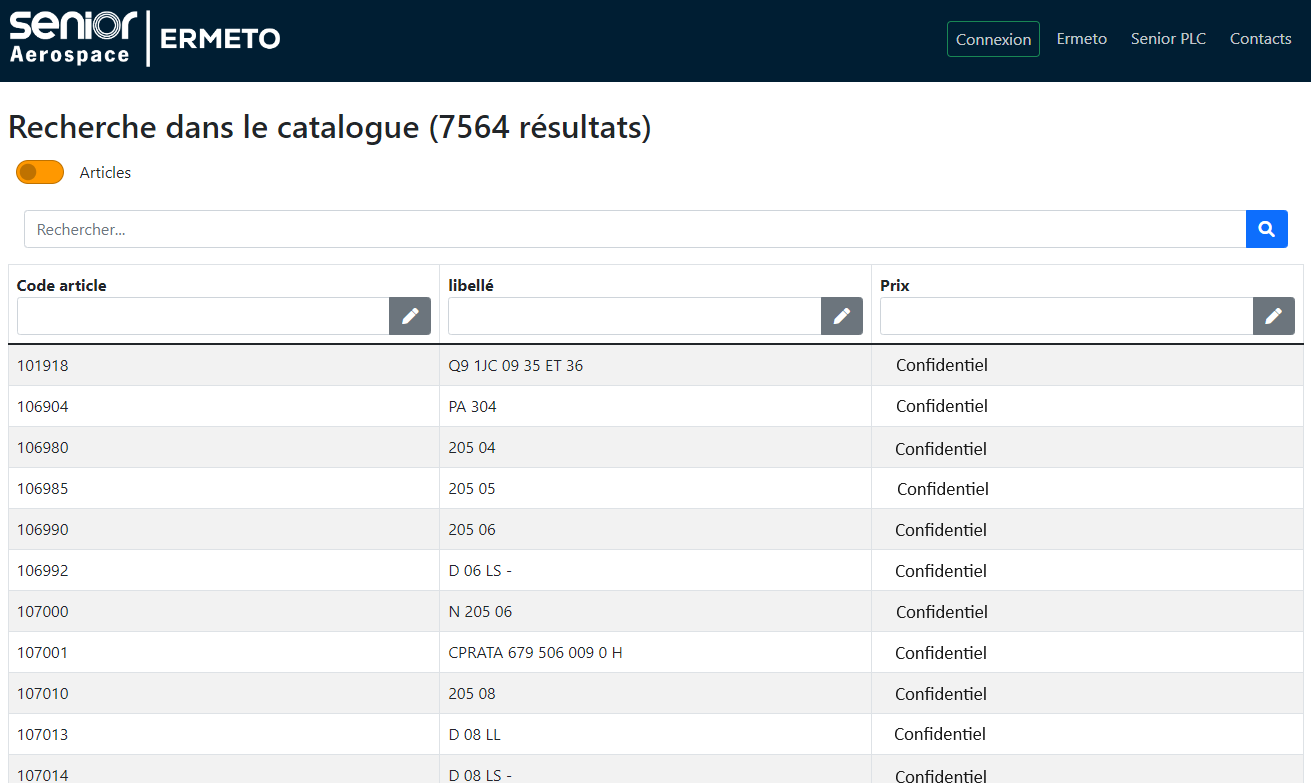 senior
Aerospace
ERMETO
Connexion Ermeto Senior PLC Contacts
Recherche dans le catalogue (7564 résultats)
Articles
Rechercher...
Code article libellé Prix
101918 Q9 1JC 09 35 ET 36 Confidentiel
106904 PA 304 Confidentiel
106980 205 04 Confidentiel
106985 205 05 Confidentiel
106990 205 06 Confidentiel
106992 D 06 LS - Confidentiel
107000 N 205 06 Confidentiel
107001 CPRATA 679 506 009 0 H Confidentiel
107010 205 08 Confidentiel
107013 D 08 LL Confidentiel
107014 D 08 LS - Confidentiel